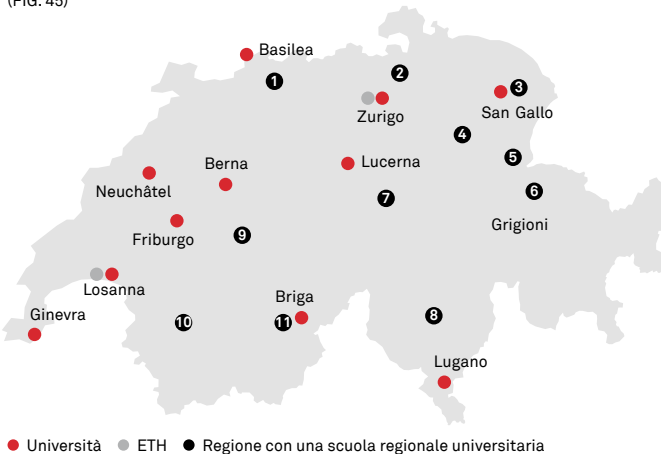 (FIG. 45)
Basilea
1
2
3
Zurigo
San Gallo
4
5
Berna
Lucerna
Neuchâtel
6
7
Grigioni
Friburgo
9
Losanna
Ginevra
Briga
10
11
8
Lugano
Università ETH Regione con una scuola regionale universitaria